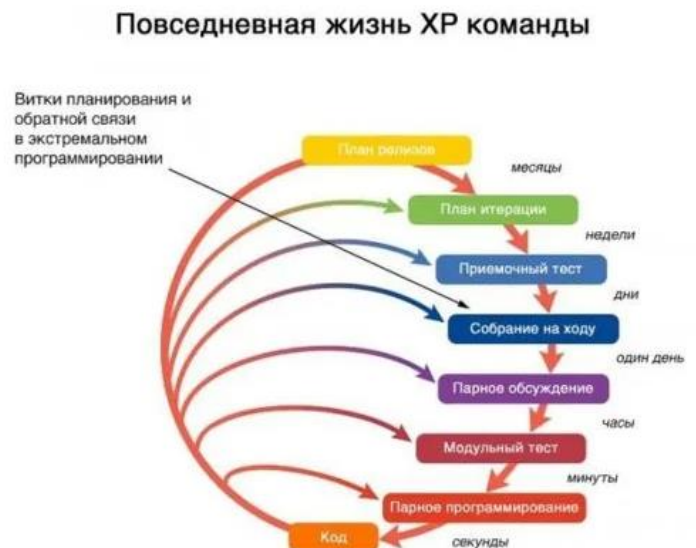 Повседневная жизнь XP команды
Витки планирования и
обратной связи
в экстремальном
программировании
План релизов
месяцы
План итерации
недели
Приемочный тест
дни
Собрание на ходу
один день
Парное обсуждение
часы
Модульный тест
минуты
Парное программирование
секунды
Код